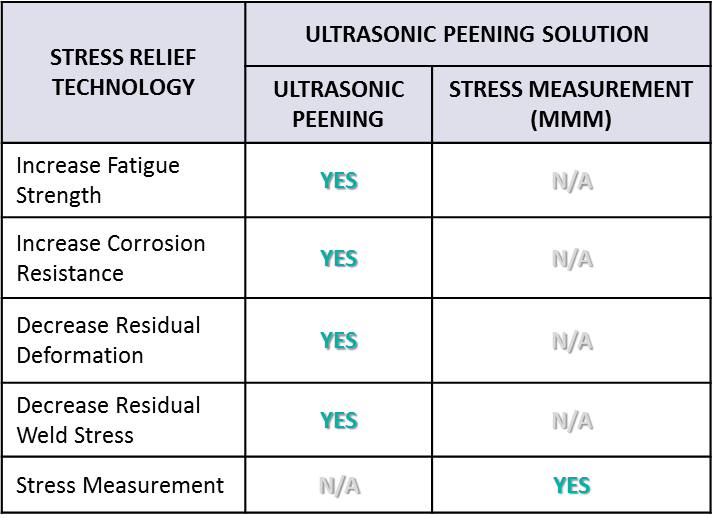 STRESS RELIEF
TECHNOLOGY
ULTRASONIC PEENING SOLUTION
ULTRASONIC
PEENING
STRESS MEASUREMENT
(MMM)
Increase Fatigue
Strength
YES
N/A
Increase Corrosion
Resistance
YES
N/A
Decrease Residual
Deformation
YES
N/A
Decrease Residual
Weld Stress
YES
N/A
Stress Measurement
N/A
YES